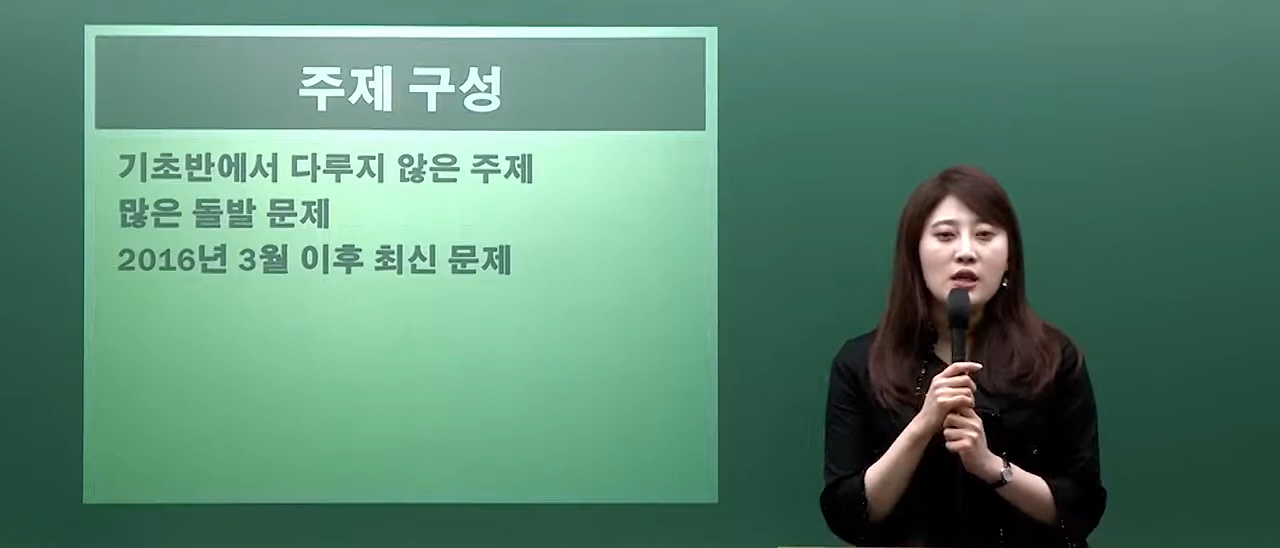 주제 구성
기초반에서 다루지 않은 주제
많은 돌발 문제
2016년 3월 이후 최신 문제